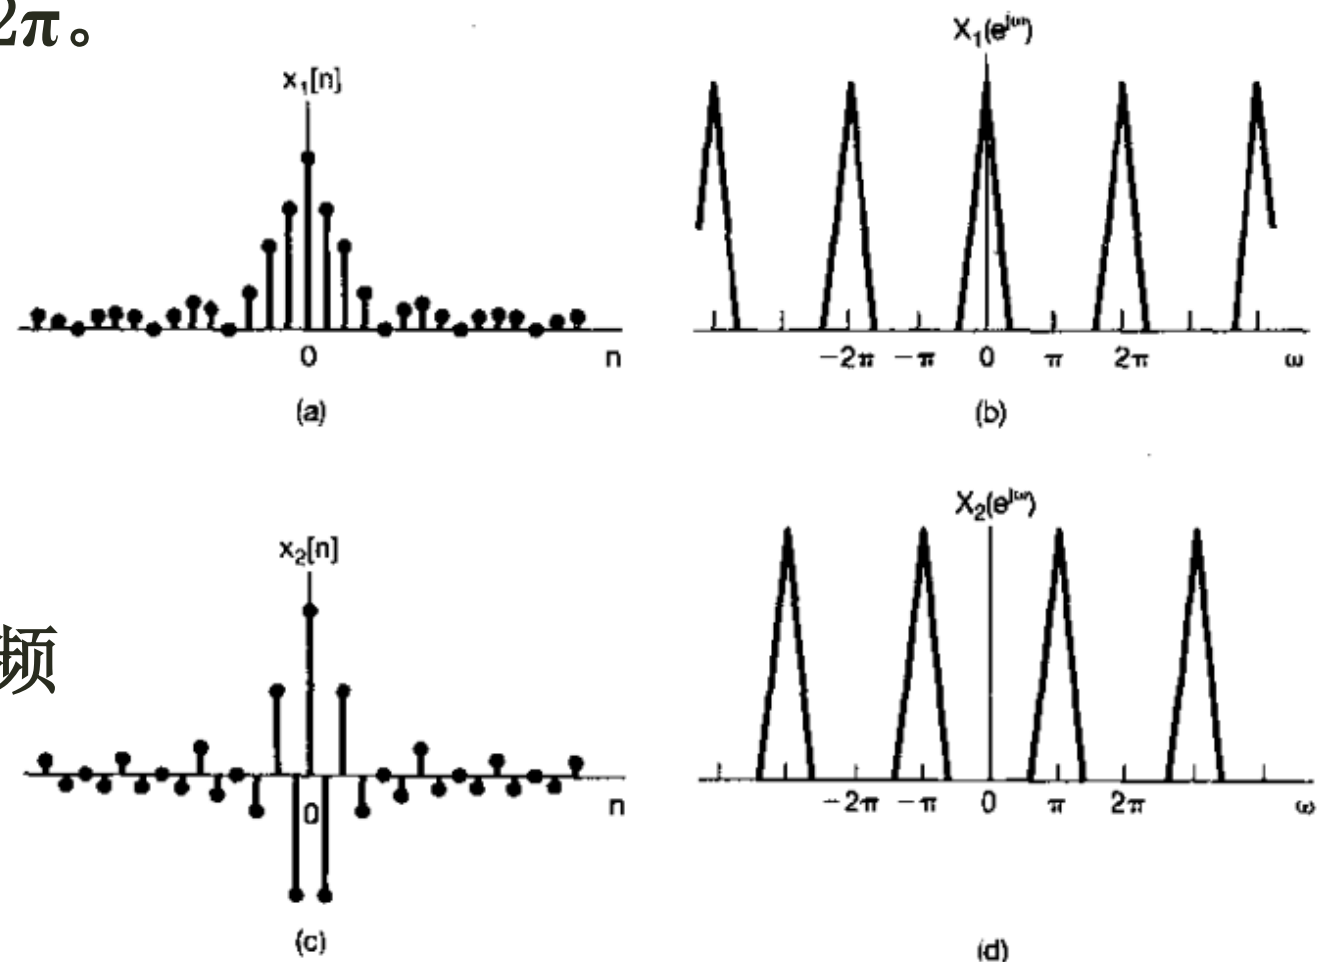 2π。
x₁[n]
0
n
(a)
X₁(e^{jω})
−2π −π 0 π 2π ω
(b)
频
x₂[n]
0
n
(c)
X₂(e^{jω})
−2π −π 0 π 2π ω
(d)